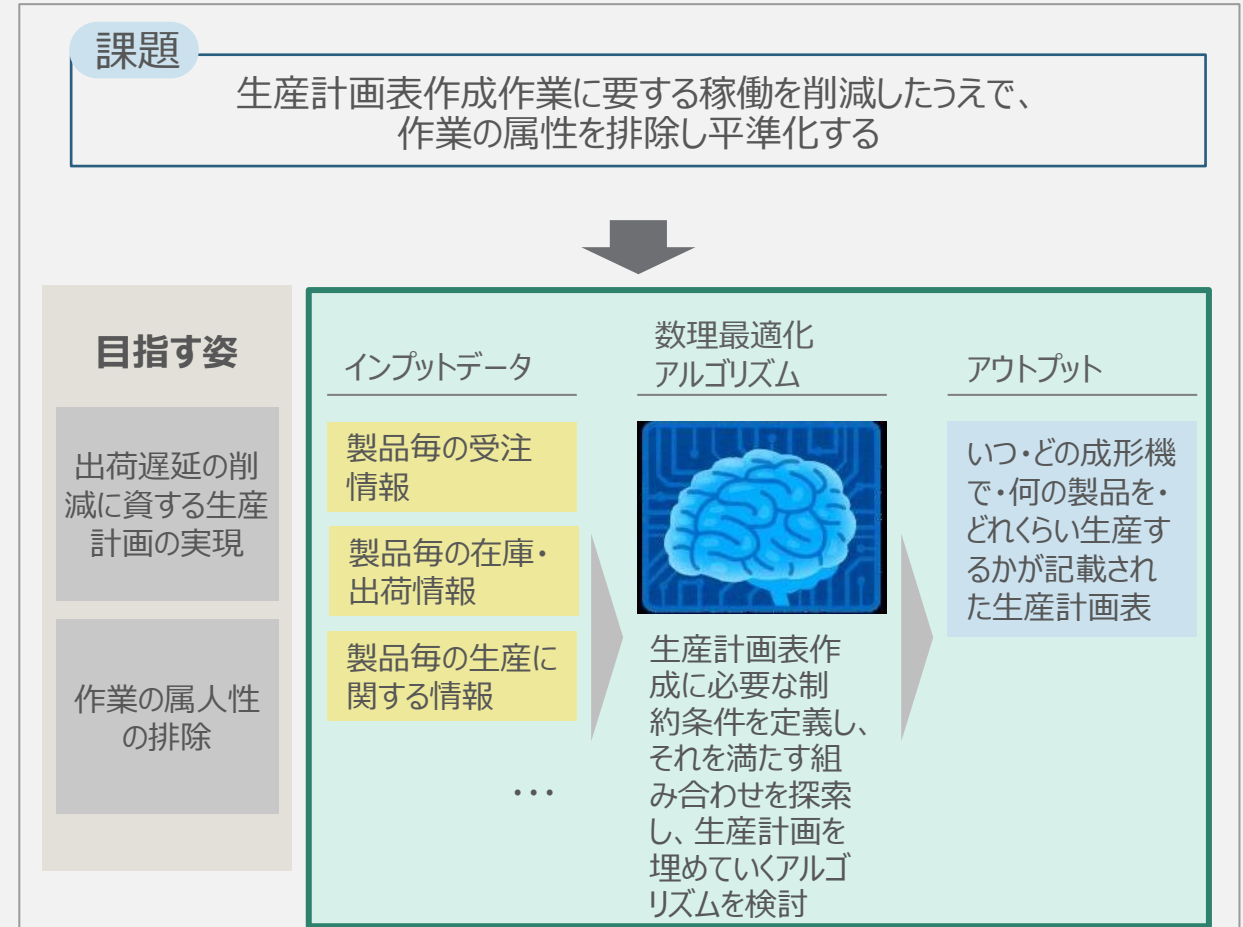 課題
生産計画表作成作業に要する稼働を削減したうえで、
作業の属性を排除し平準化する
目指す姿
出荷遅延の削
減に資する生産
計画の実現
作業の属人性
の排除
インプットデータ
製品毎の受注
情報
製品毎の在庫・
出荷情報
製品毎の生産に
関する情報
・・・
数理最適化
アルゴリズム
生産計画表作
成に必要な制
約条件を定義し、
それを満たす組
み合わせを探索
し、生産計画を
埋めていくアルゴ
リズムを検討
アウトプット
いつ・どの成形機
で・何の製品を・
どれくらい生産す
るかが記載され
た生産計画表